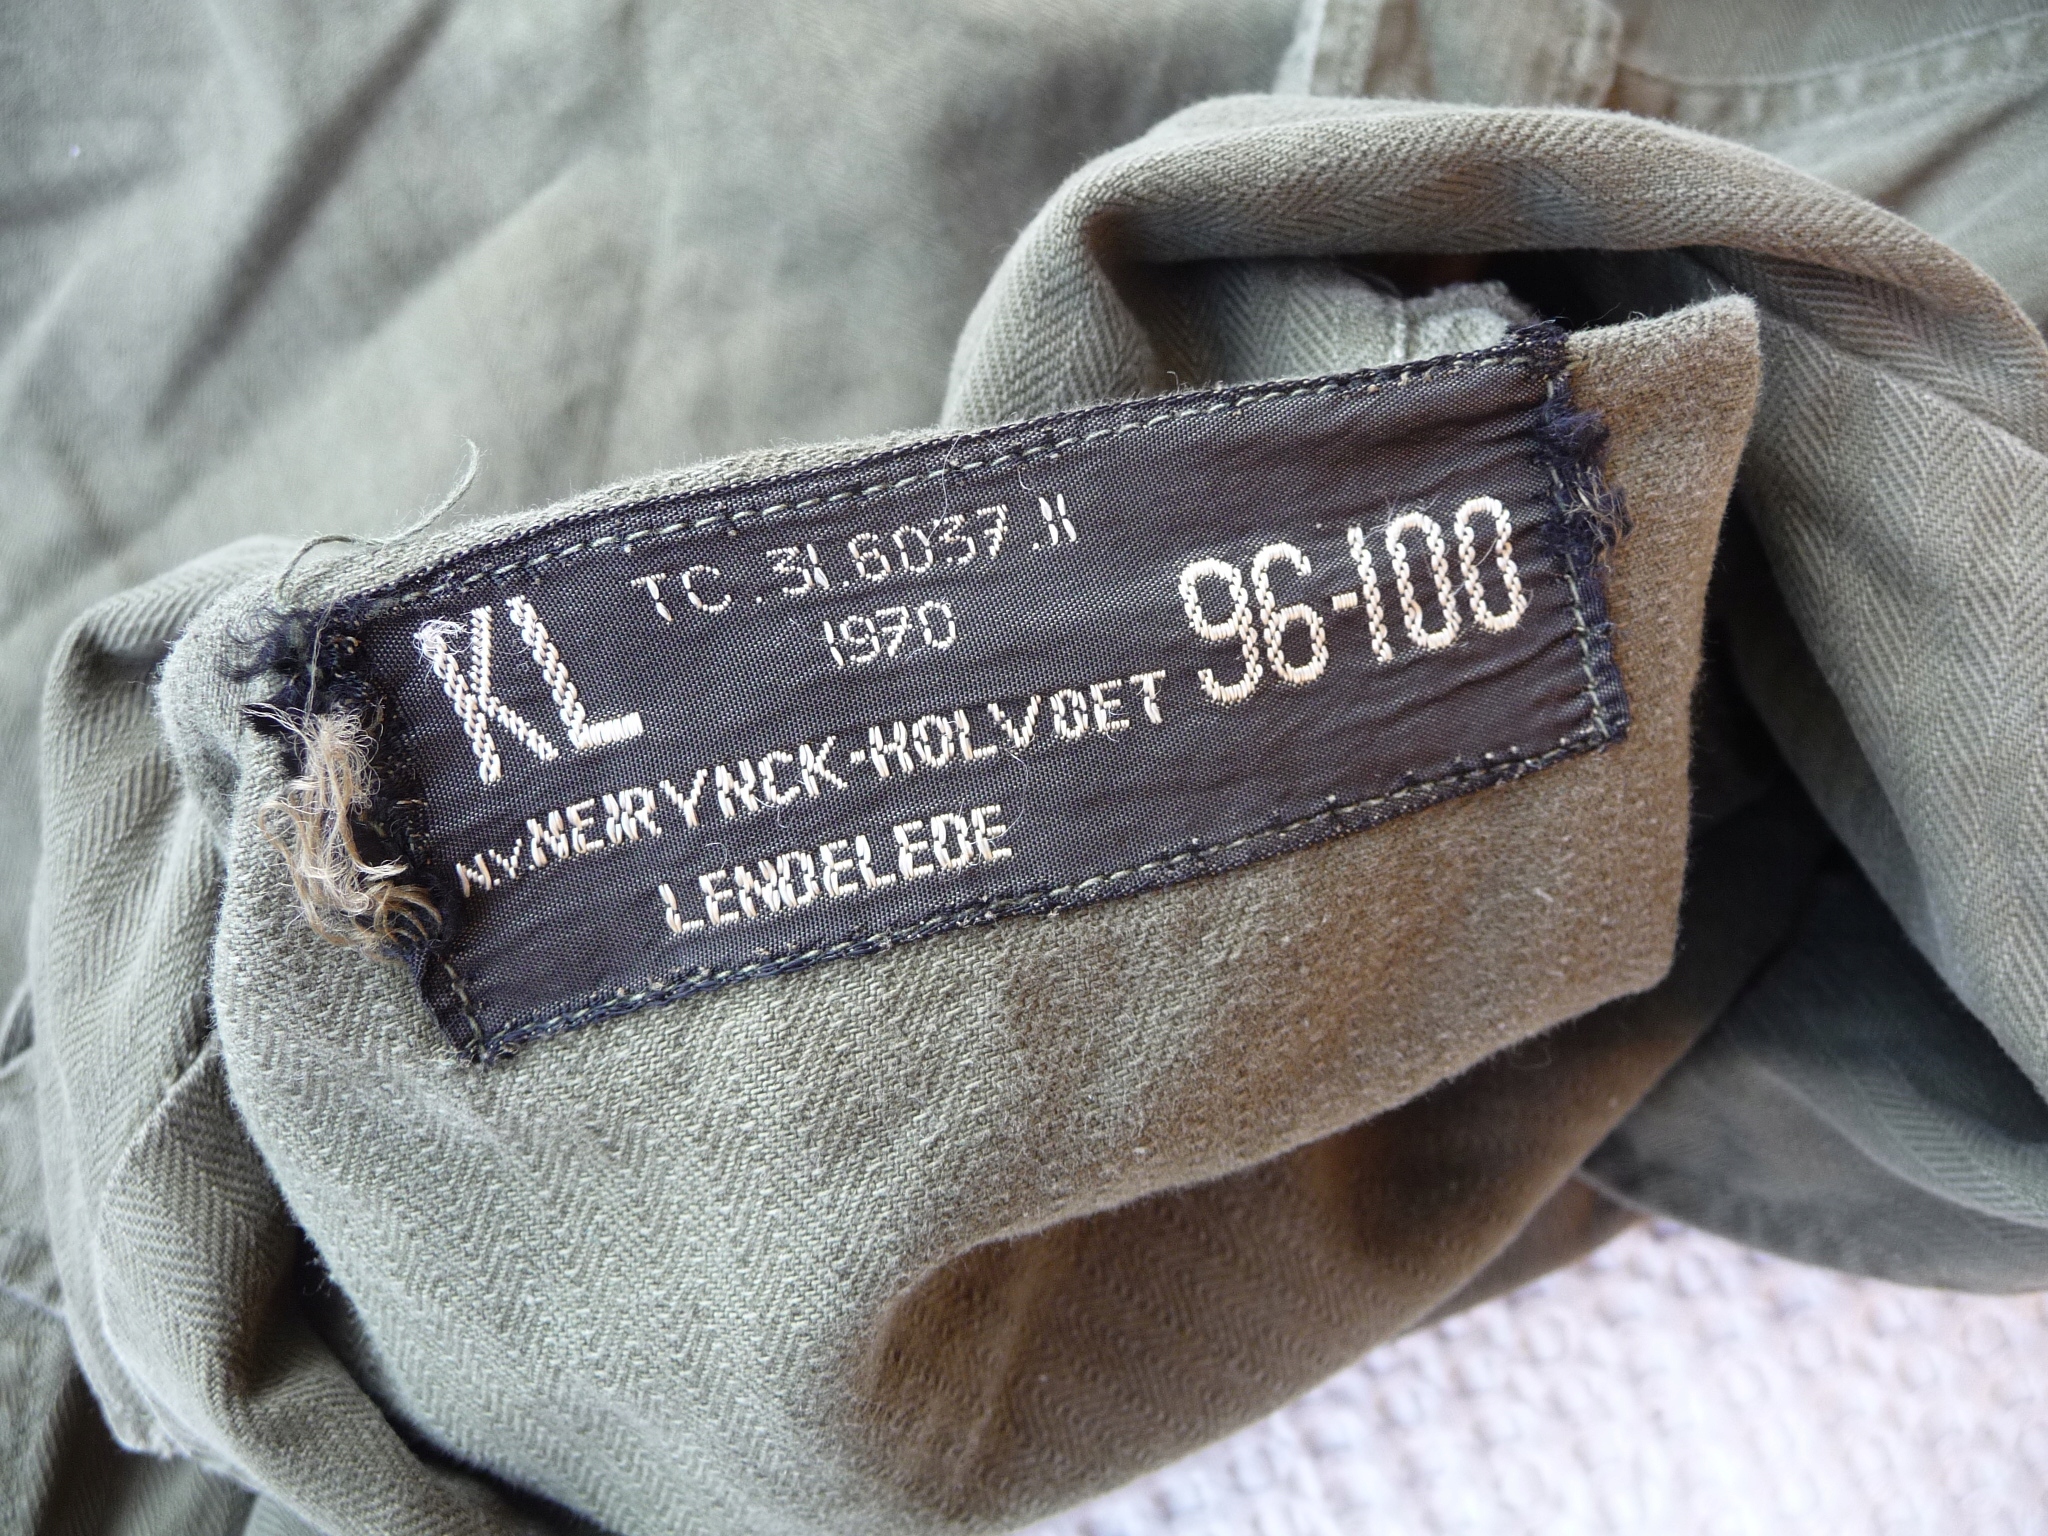 KL
TC.31.6037.H
1970
96-100
N.V.NEIRYNCK-HOLVOET
LENDELEDE